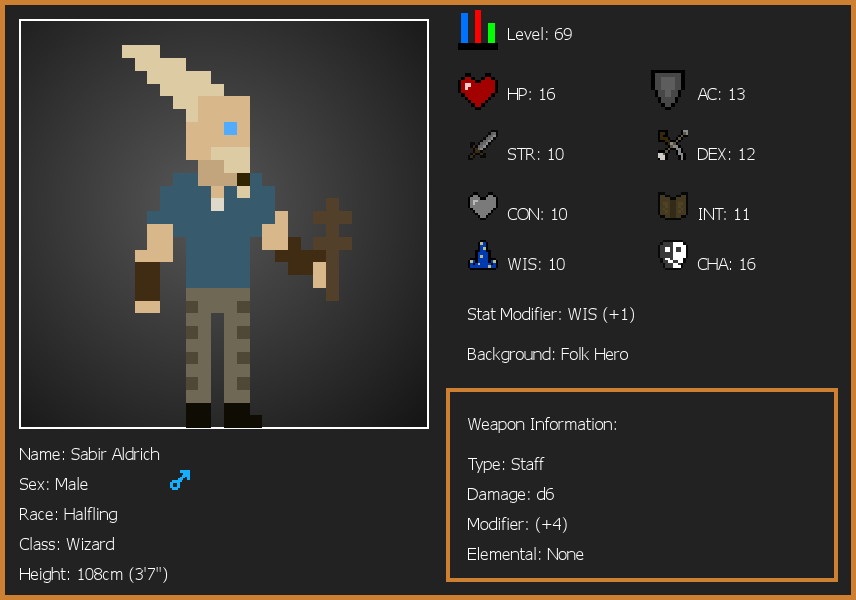 Level: 69
HP: 16
AC: 13
STR: 10
DEX: 12
CON: 10
INT: 11
WIS: 10
CHA: 16
Stat Modifier: WIS (+1)
Background: Folk Hero
Weapon Information:
Type: Staff
Damage: d6
Modifier: (+4)
Elemental: None
Name: Sabir Aldrich
Sex: Male
Race: Halfling
Class: Wizard
Height: 108cm (3'7")